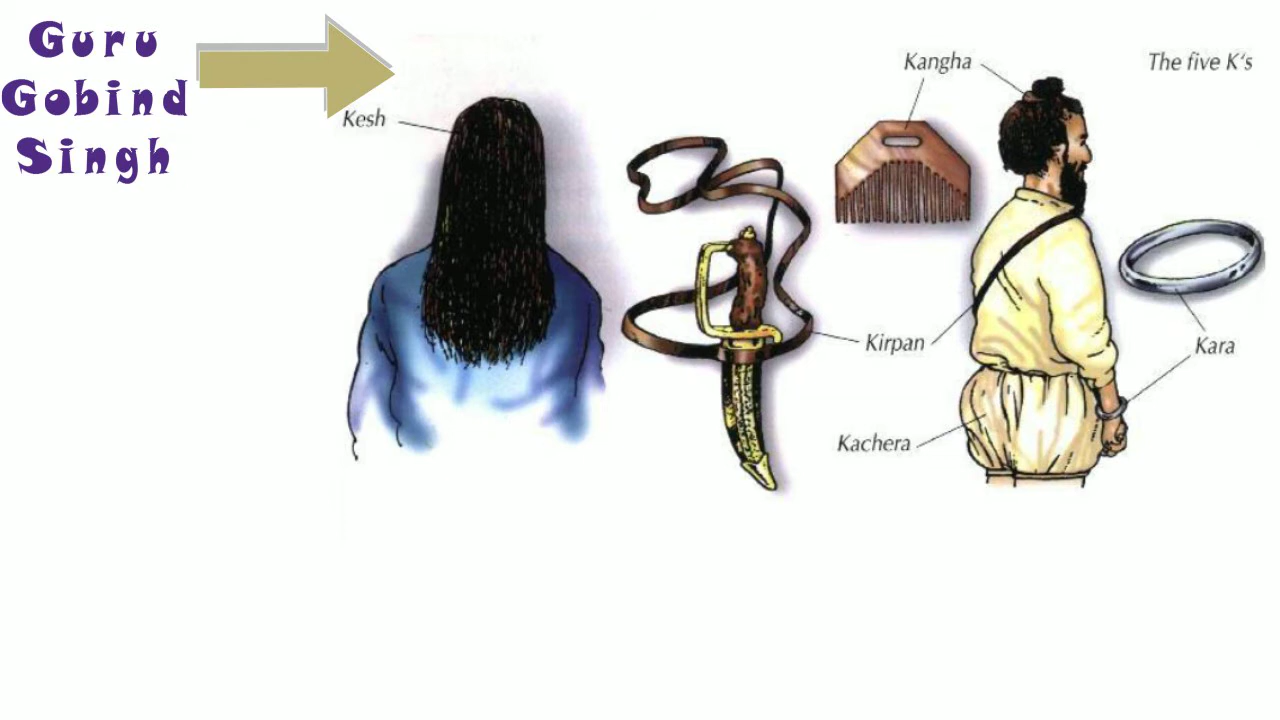 Guru
Gobind
Singh
Kesh
Kangha
The five K's
Kirpan
Kara
Kachera